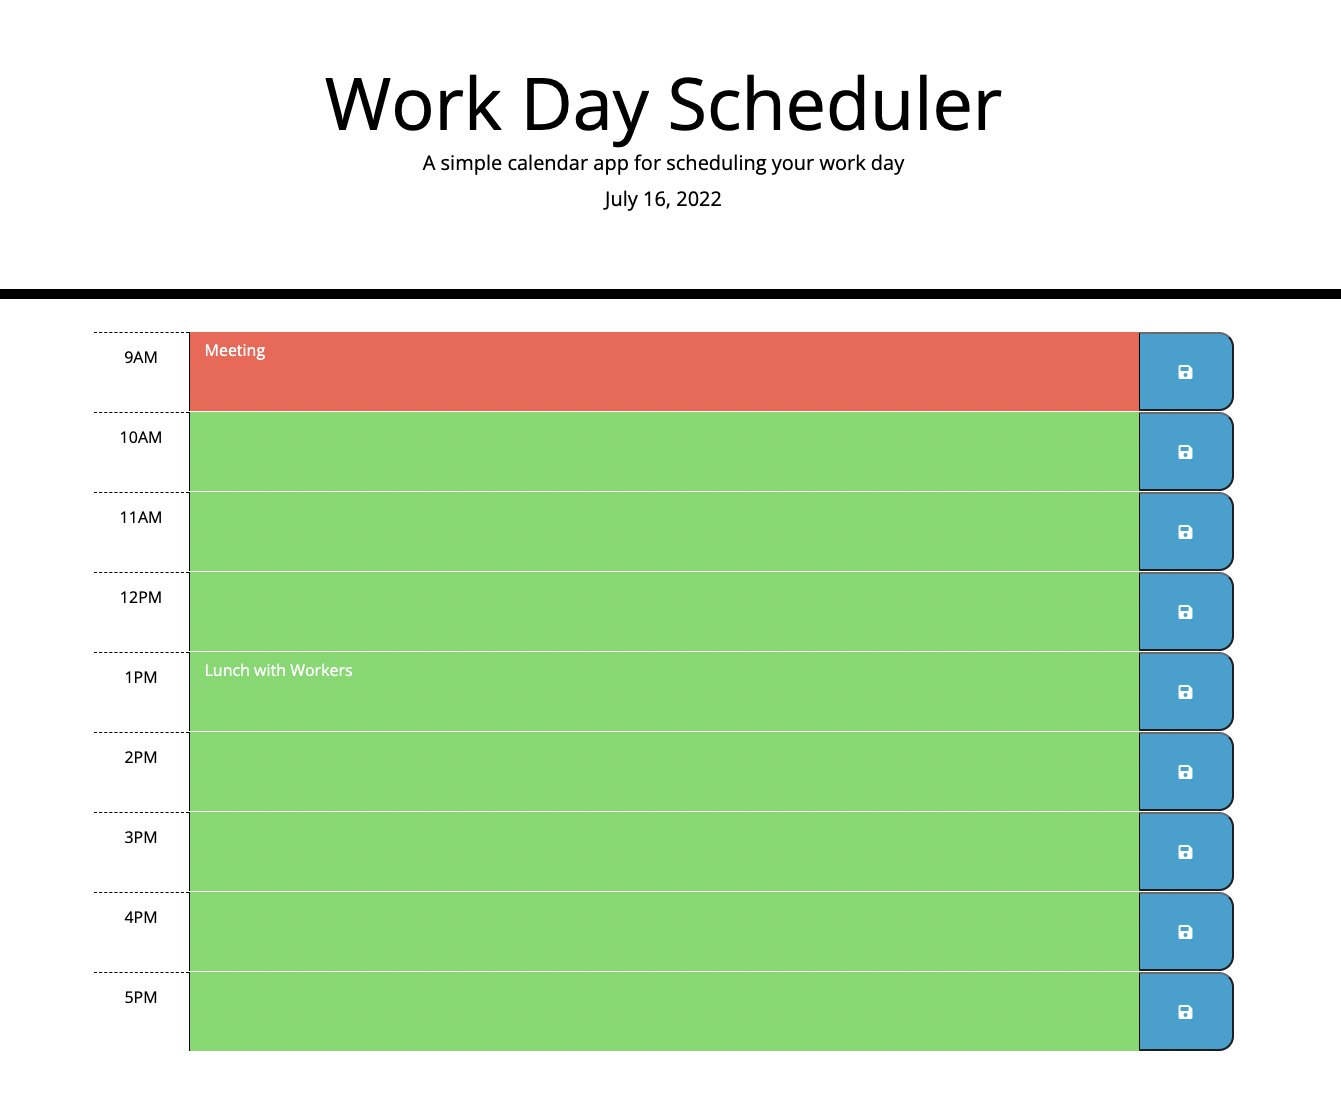 Work Day Scheduler
A simple calendar app for scheduling your work day
July 16, 2022
9AM
Meeting
10AM
11AM
12PM
1PM
Lunch with Workers
2PM
3PM
4PM
5PM